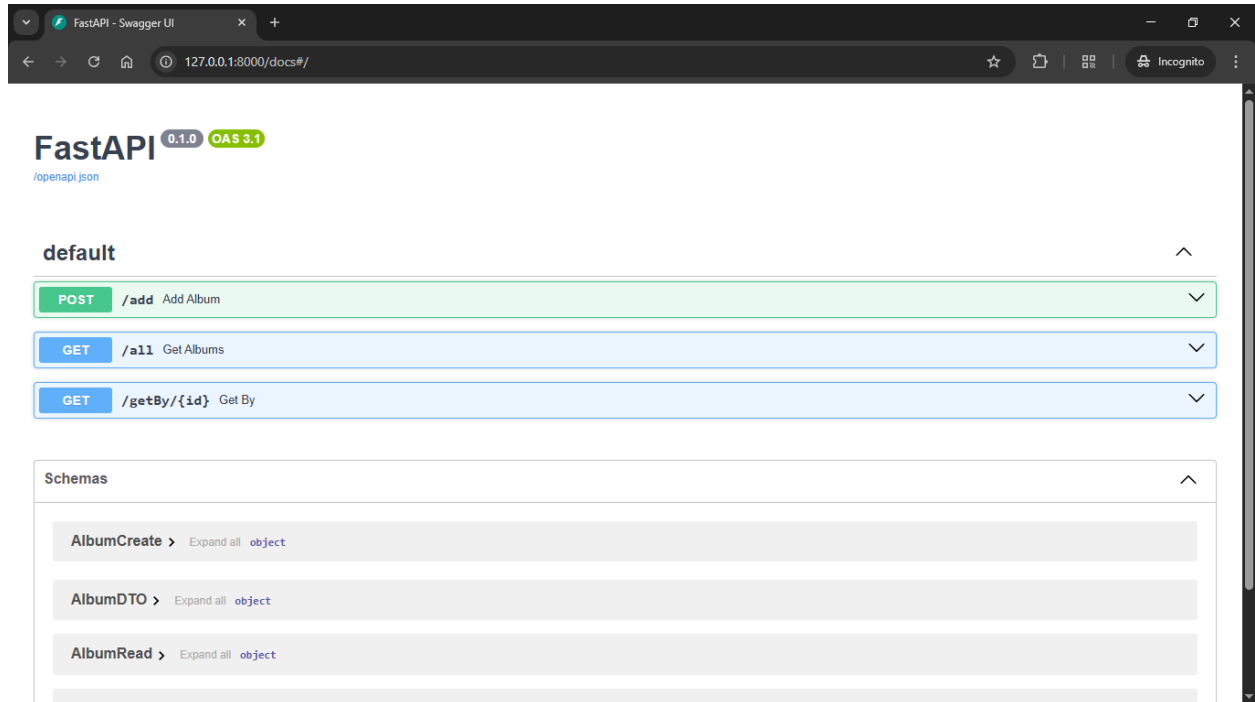 FastAPI - Swagger UI
127.0.0.1:8000/docs#/
Incognito
FastAPI 0.1.0 OAS 3.1
/openapi.json
default
POST /add Add Album
GET /all Get Albums
GET /getBy/{id} Get By
Schemas
AlbumCreate Expand all object
AlbumDTO Expand all object
AlbumRead Expand all object